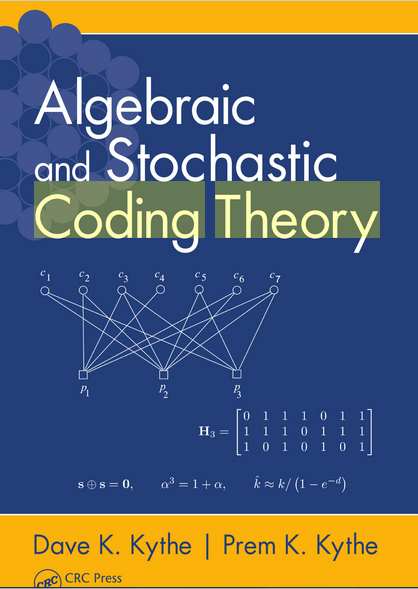 Algebraic
and Stochastic
Coding Theory
c1 c2 c3 c4 c5 c6 c7
p1 p2 p3
H3 = [0 1 1 1 0 1 1
1 1 1 0 1 1 1
1 0 1 0 1 0 1]
s ⊕ s = 0, α³ = 1 + α, k̂ ≈ k/(1 − e⁻ᵈ)
Dave K. Kythe | Prem K. Kythe
CRC CRC Press